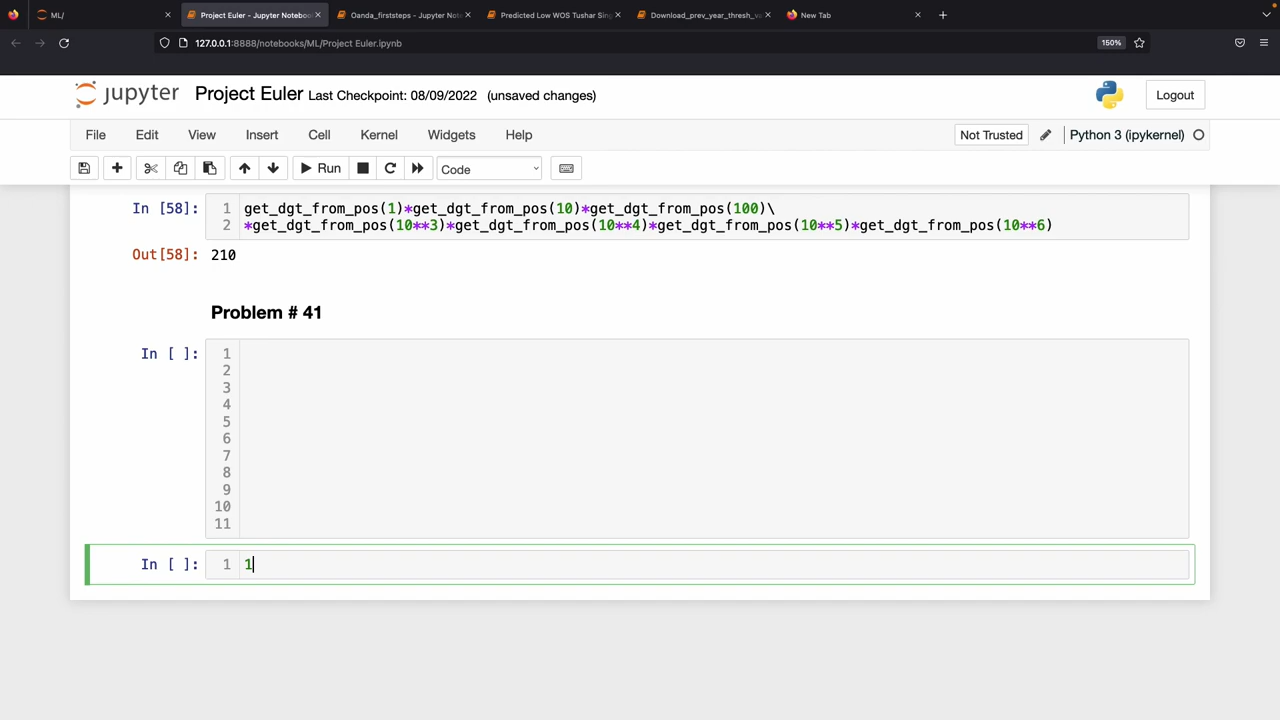 ML/
Project Euler - Jupyter Noteboo
Oanda_firststeps - Jupyter Not
Predicted Low WOS Tushar Sin
Download_prev_year_thresh_v
New Tab
127.0.0.1:8888/notebooks/ML/Project Euler.ipynb
150%
jupyter Project Euler Last Checkpoint: 08/09/2022 (unsaved changes)
Logout
File Edit View Insert Cell Kernel Widgets Help
Not Trusted
Python 3 (ipykernel)
Run
Code
In [58]:
1 get_dgt_from_pos(1)*get_dgt_from_pos(10)*get_dgt_from_pos(100)\
2 *get_dgt_from_pos(10**3)*get_dgt_from_pos(10**4)*get_dgt_from_pos(10**5)*get_dgt_from_pos(10**6)
Out[58]: 210
Problem # 41
In [ ]:
1
2
3
4
5
6
7
8
9
10
11
In [ ]:
1 1